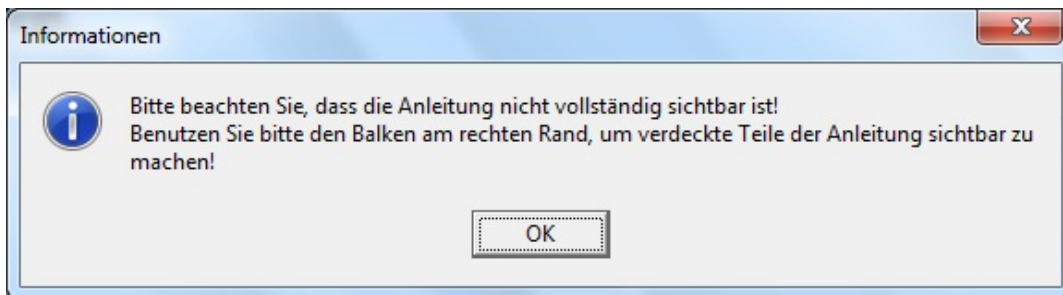 Informationen
Bitte beachten Sie, dass die Anleitung nicht vollständig sichtbar ist!
Benutzen Sie bitte den Balken am rechten Rand, um verdeckte Teile der Anleitung sichtbar zu
machen!
OK